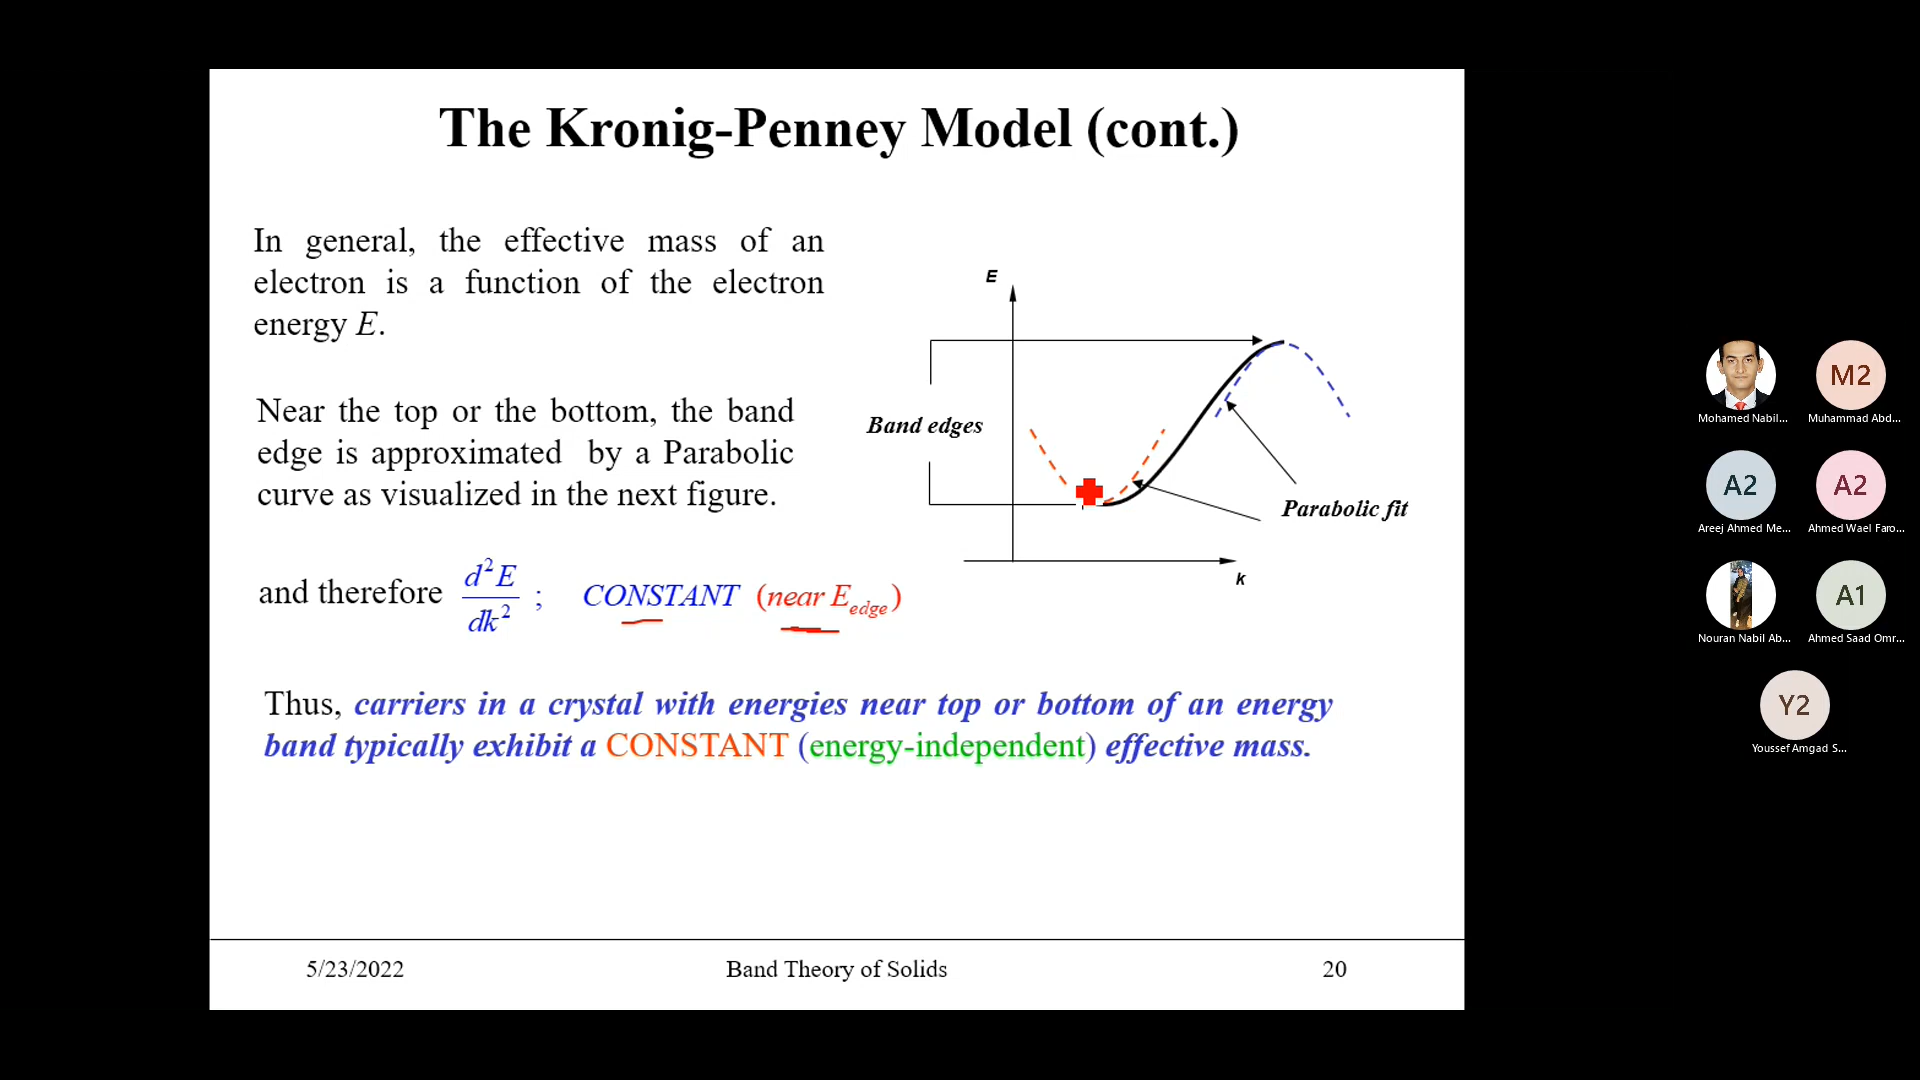 The Kronig-Penney Model (cont.)
In general, the effective mass of an
electron is a function of the electron
energy E.
Near the top or the bottom, the band
edge is approximated by a Parabolic
curve as visualized in the next figure.
and therefore d²E/dk² ; CONSTANT (near E_edge)
E
Band edges
Parabolic fit
k
Thus, carriers in a crystal with energies near top or bottom of an energy
band typically exhibit a CONSTANT (energy-independent) effective mass.
5/23/2022
Band Theory of Solids
20
Mohamed Nabil...
M2
Muhammad Abd...
A2
Areej Ahmed Me...
A2
Ahmed Wael Faro...
Nouran Nabil Ab...
A1
Ahmed Saad Omr...
Y2
Youssef Amgad S...